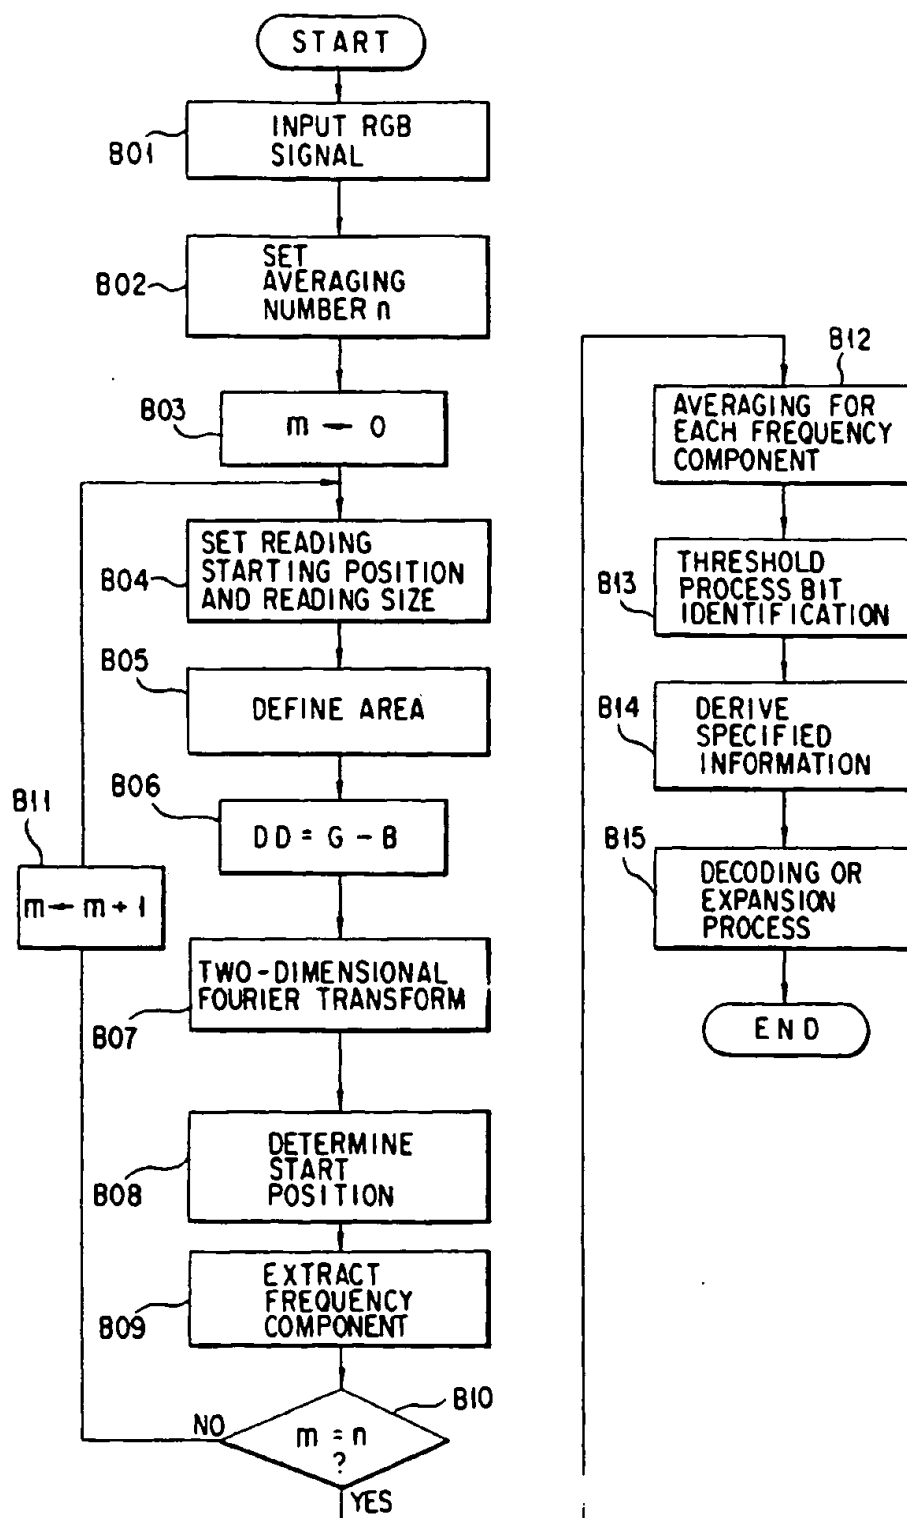 START
B01
INPUT RGB
SIGNAL
B02
SET
AVERAGING
NUMBER n
B03
m ← 0
B04
SET READING
STARTING POSITION
AND READING SIZE
B05
DEFINE AREA
B06
DD = G - B
B11
m ← m + 1
B07
TWO-DIMENSIONAL
FOURIER TRANSFORM
B08
DETERMINE
START
POSITION
B09
EXTRACT
FREQUENCY
COMPONENT
B10
m = n
?
NO
YES
B12
AVERAGING FOR
EACH FREQUENCY
COMPONENT
B13
THRESHOLD
PROCESS BIT
IDENTIFICATION
B14
DERIVE
SPECIFIED
INFORMATION
B15
DECODING OR
EXPANSION
PROCESS
END